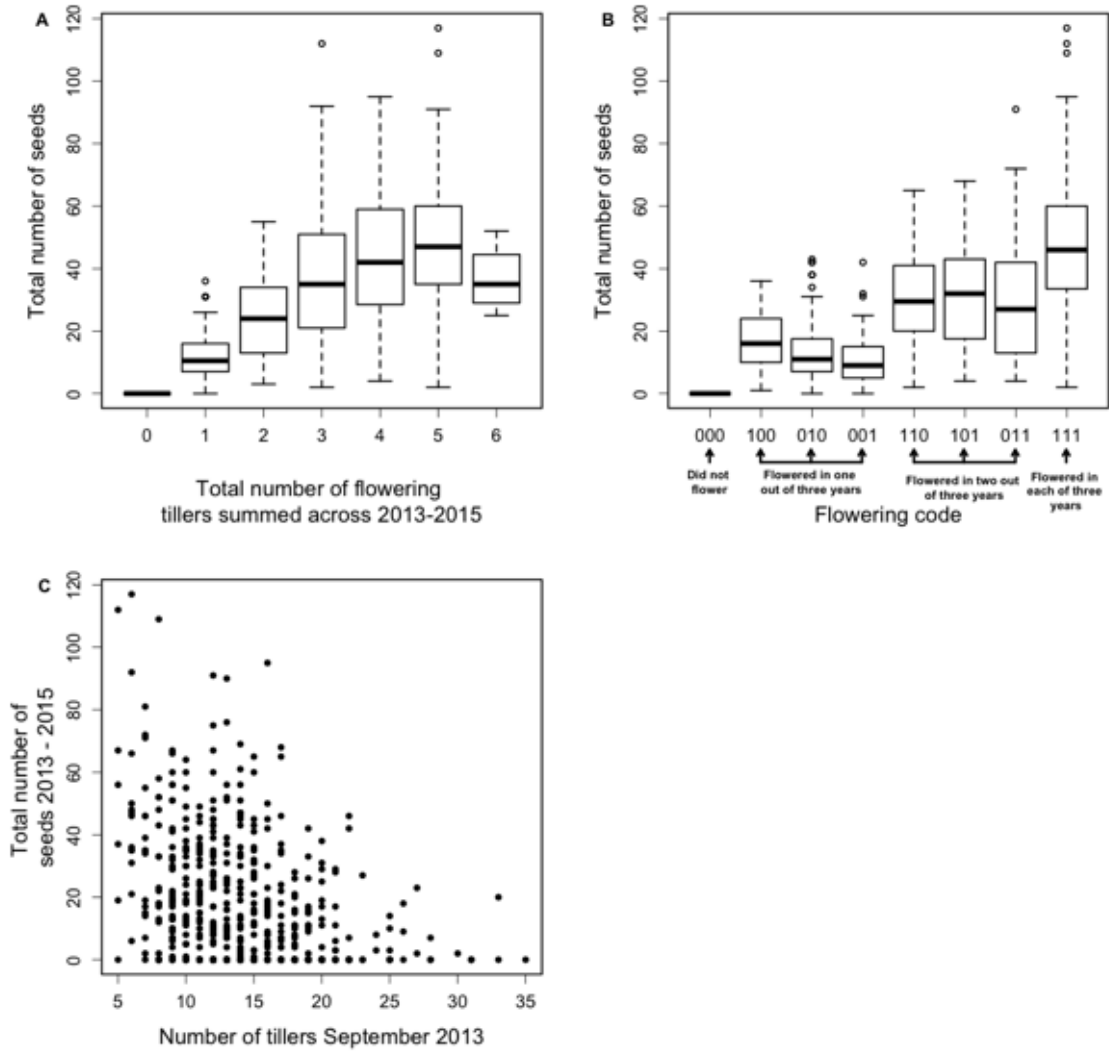 A
Total number of seeds
0 20 40 60 80 100 120
0 1 2 3 4 5 6
Total number of flowering
tillers summed across 2013-2015
B
Total number of seeds
0 20 40 60 80 100 120
000 100 010 001 110 101 011 111
Did not
flower
Flowered in one
out of three years
Flowered in two out
of three years
Flowered in
each of three
years
Flowering code
C
Total number of
seeds 2013 - 2015
0 20 40 60 80 100 120
5 10 15 20 25 30 35
Number of tillers September 2013